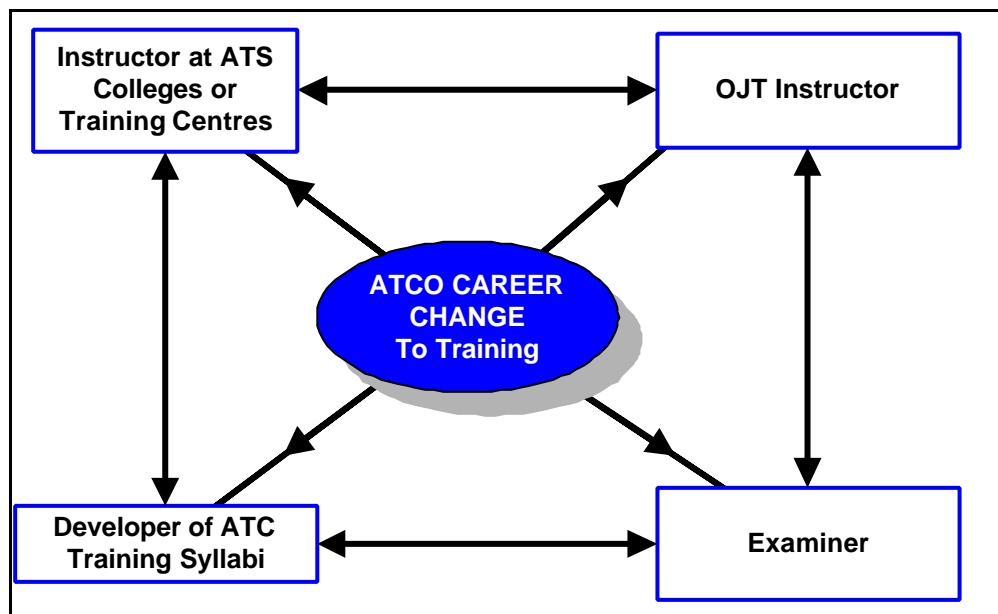 Instructor at ATS
Colleges or
Training Centres
OJT Instructor
ATCO CAREER
CHANGE
To Training
Developer of ATC
Training Syllabi
Examiner